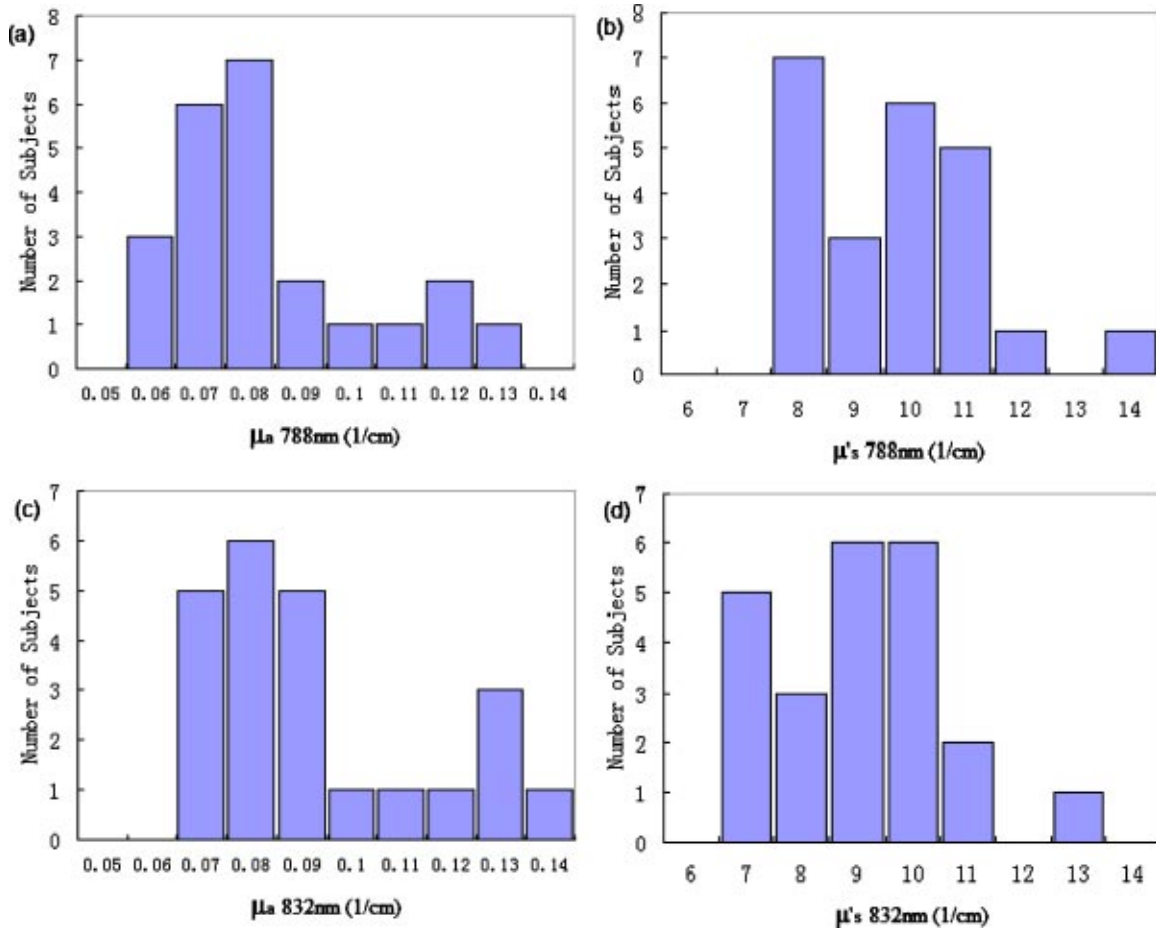 (a)
8
7
6
5
4
3
2
1
0
Number of Subjects
0.05 0.06 0.07 0.08 0.09 0.1 0.11 0.12 0.13 0.14
μa 788nm (1/cm)
(b)
8
7
6
5
4
3
2
1
0
Number of Subjects
6 7 8 9 10 11 12 13 14
μ's 788nm (1/cm)
(c)
7
6
5
4
3
2
1
0
Number of Subjects
0.05 0.06 0.07 0.08 0.09 0.1 0.11 0.12 0.13 0.14
μa 832nm (1/cm)
(d)
7
6
5
4
3
2
1
0
Number of Subjects
6 7 8 9 10 11 12 13 14
μ's 832nm (1/cm)